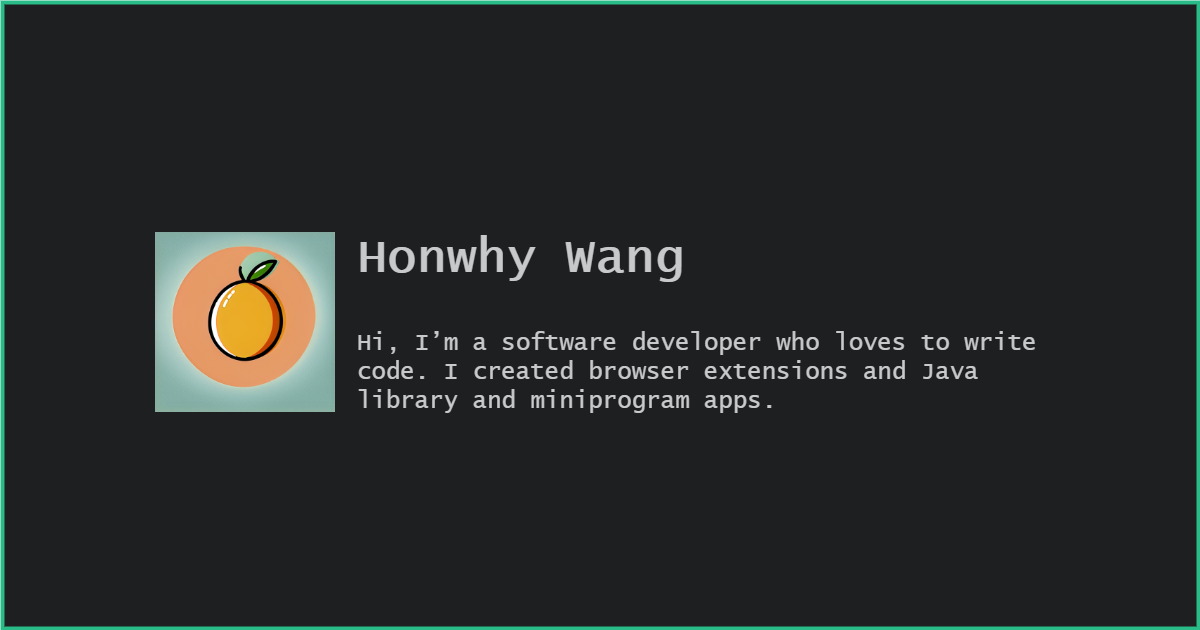 Honwhy Wang
Hi, I’m a software developer who loves to write
code. I created browser extensions and Java
library and miniprogram apps.